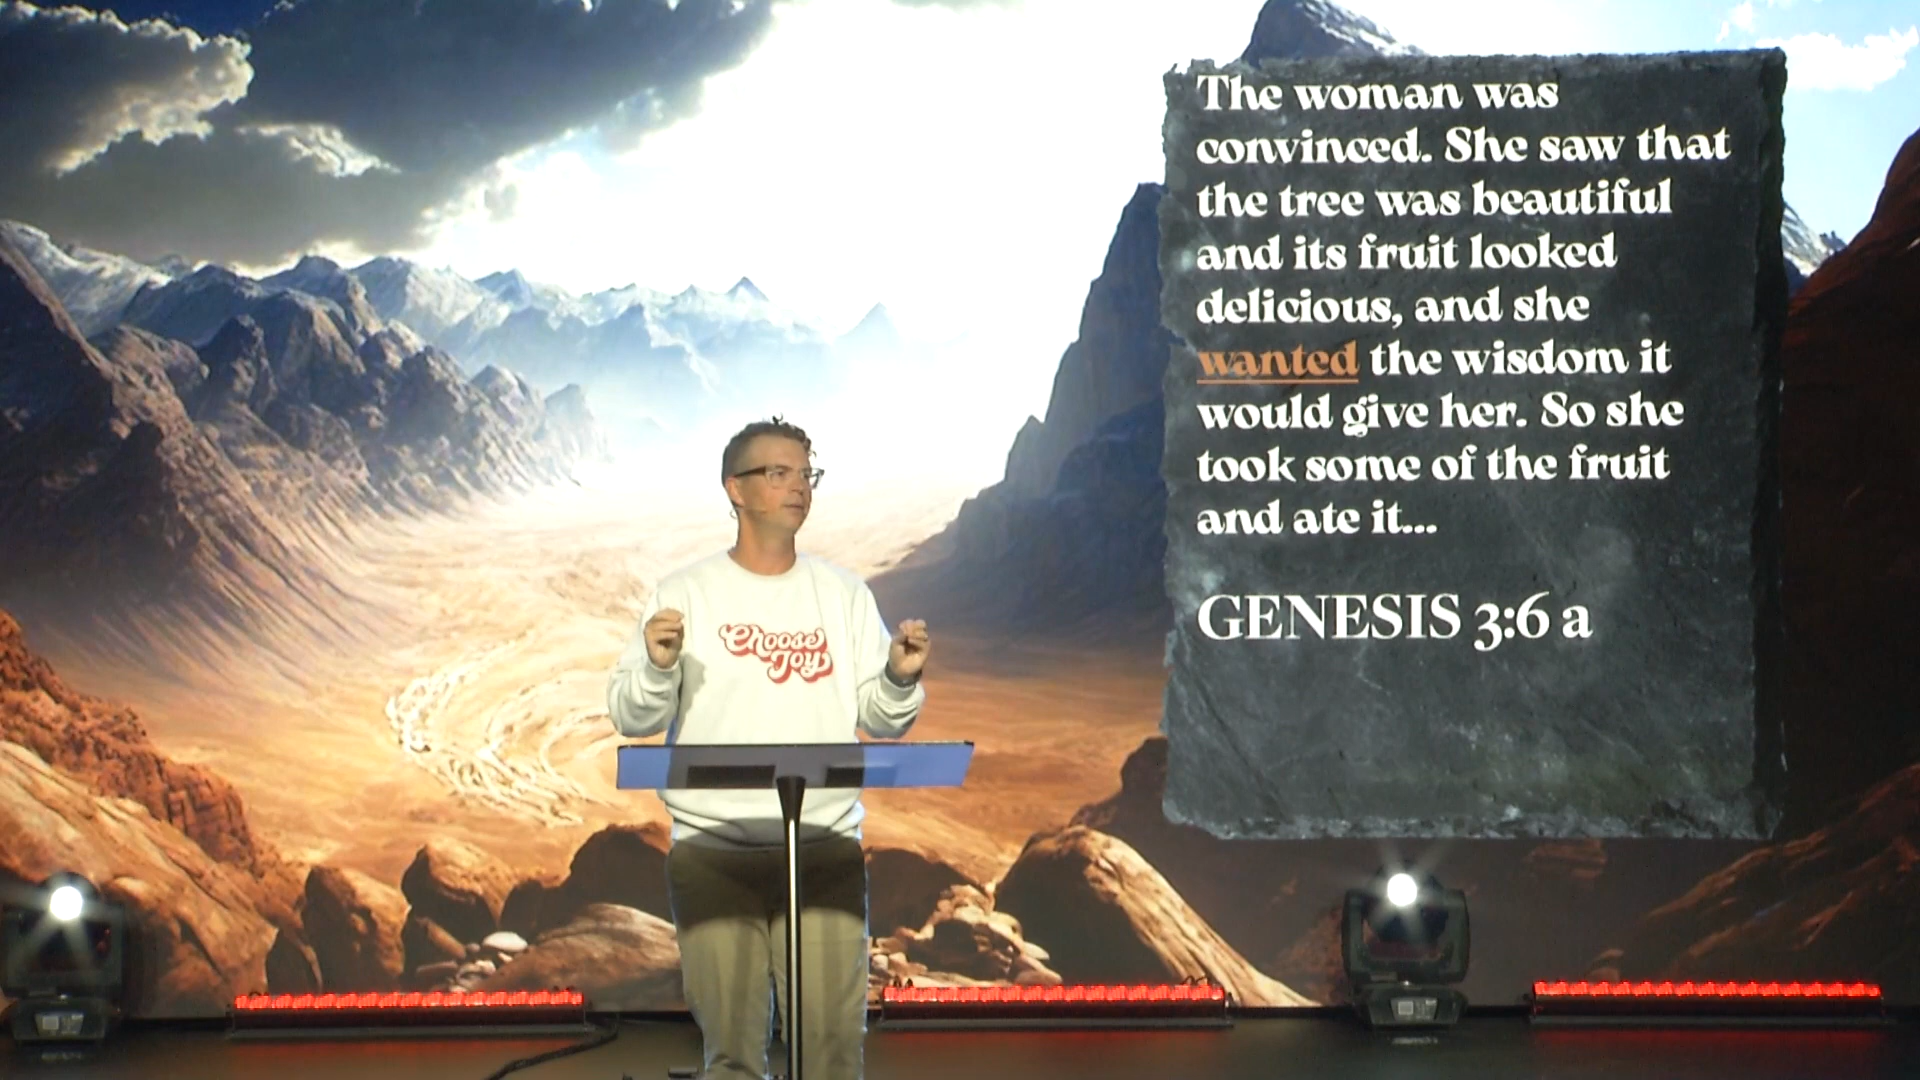 The woman was
convinced. She saw that
the tree was beautiful
and its fruit looked
delicious, and she
wanted the wisdom it
would give her. So she
took some of the fruit
and ate it...
GENESIS 3:6 a
Choose
Joy